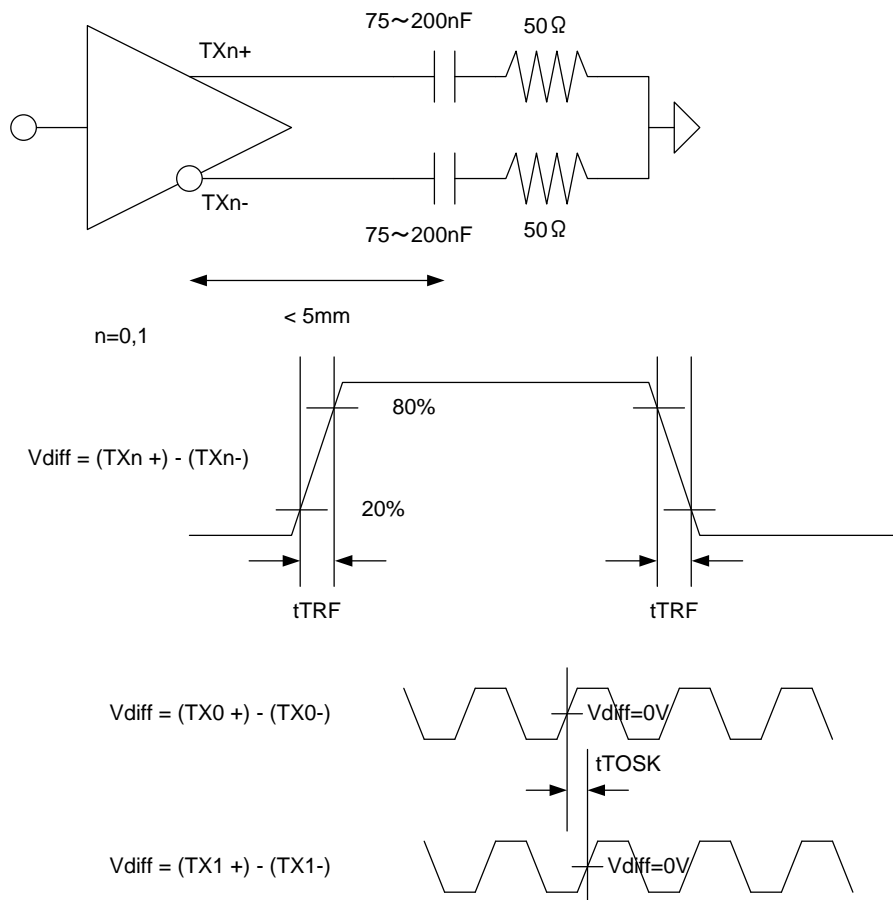 75～200nF
50Ω
TXn+
TXn-
75～200nF
50Ω
< 5mm
n=0,1
80%
Vdiff = (TXn +) - (TXn-)
20%
tTRF
tTRF
Vdiff = (TX0 +) - (TX0-)
Vdiff=0V
tTOSK
Vdiff = (TX1 +) - (TX1-)
Vdiff=0V